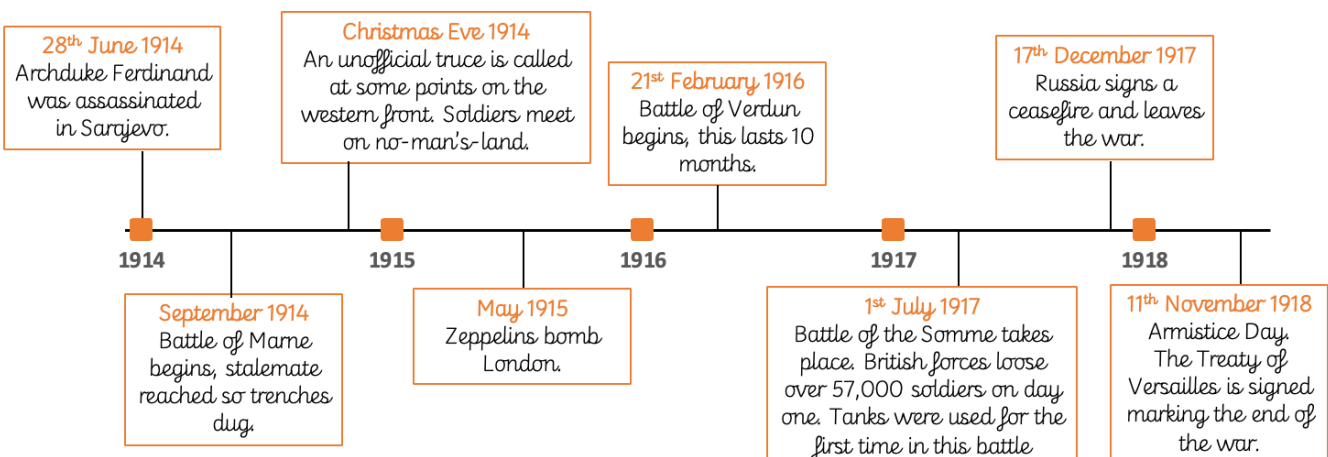 28th June 1914
Archduke Ferdinand
was assassinated
in Sarajevo.
Christmas Eve 1914
An unofficial truce is called
at some points on the
western front. Soldiers meet
on no-man's-land.
21st February 1916
Battle of Verdun
begins, this lasts 10
months.
17th December 1917
Russia signs a
ceasefire and leaves
the war.
1914
1915
1916
1917
1918
September 1914
Battle of Marne
begins, stalemate
reached so trenches
dug.
May 1915
Zeppelins bomb
London.
1st July 1917
Battle of the Somme takes
place. British forces loose
over 57,000 soldiers on day
one. Tanks were used for the
first time in this battle
11th November 1918
Armistice Day.
The Treaty of
Versailles is signed
marking the end of
the war.